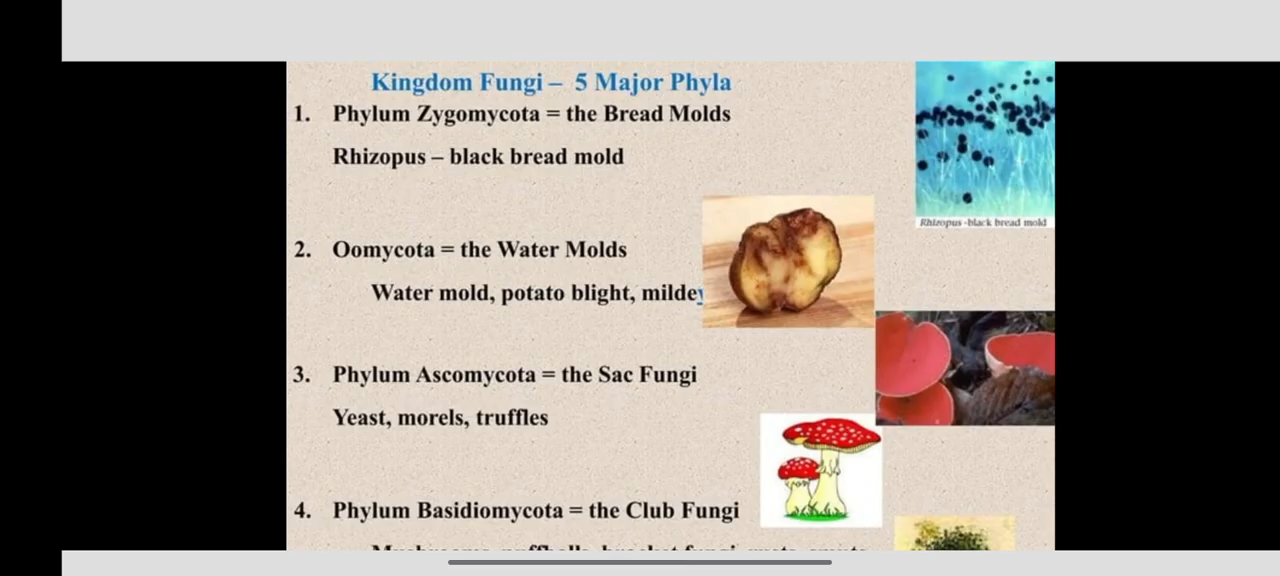 Kingdom Fungi – 5 Major Phyla
1. Phylum Zygomycota = the Bread Molds
Rhizopus – black bread mold
Rhizopus -black bread mold
2. Oomycota = the Water Molds
Water mold, potato blight,
3. Phylum Ascomycota = the Sac Fungi
Yeast, morels, truffles
4. Phylum Basidiomycota = the Club Fungi